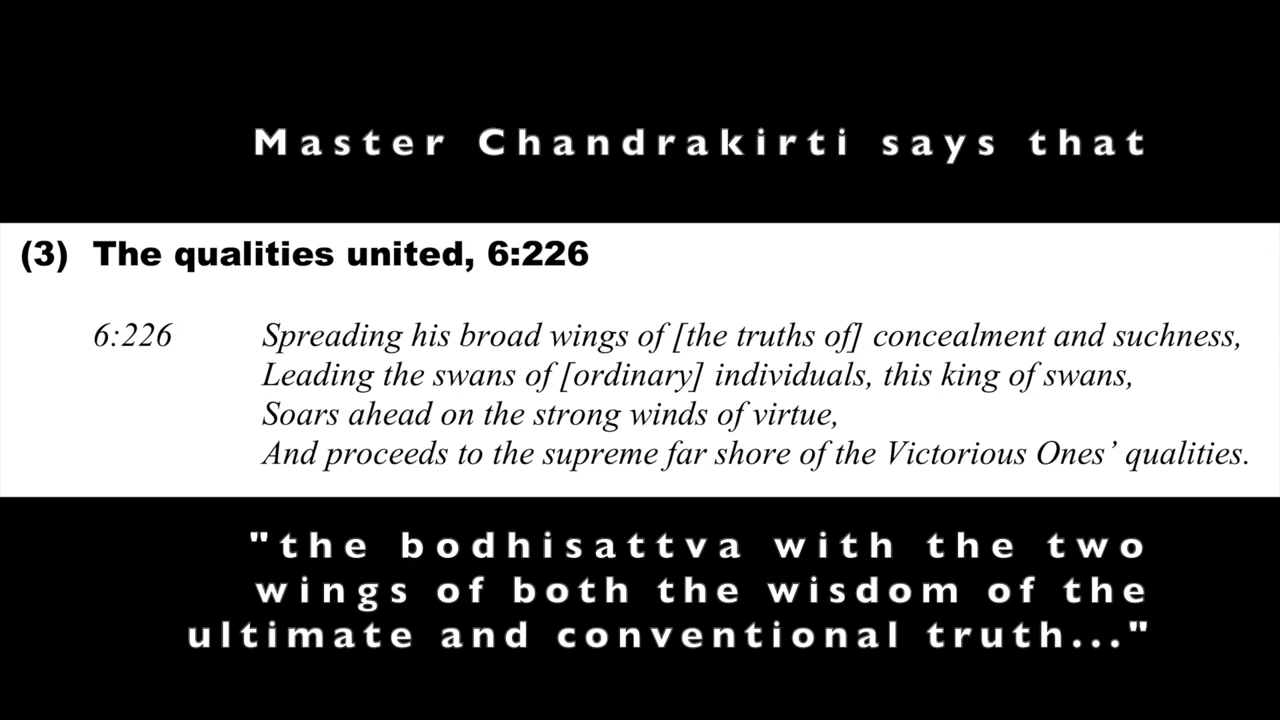 Master Chandrakirti says that
(3) The qualities united, 6:226
6:226 Spreading his broad wings of [the truths of] concealment and suchness,
Leading the swans of [ordinary] individuals, this king of swans,
Soars ahead on the strong winds of virtue,
And proceeds to the supreme far shore of the Victorious Ones’ qualities.
"the bodhisattva with the two
wings of both the wisdom of the
ultimate and conventional truth..."